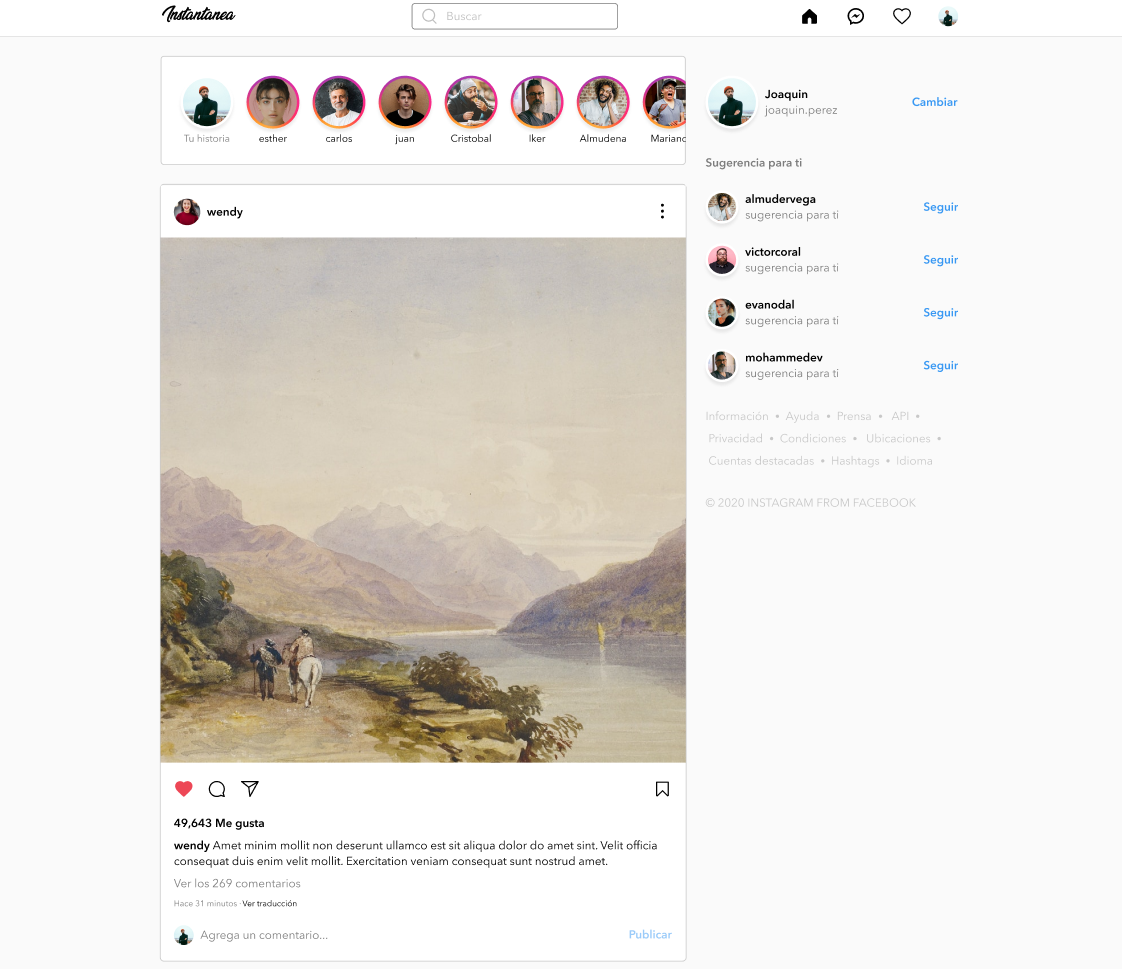 Instantanea
Buscar
Tu historia
esther
carlos
juan
Cristobal
Iker
Almudena
Mariano
wendy
49,643 Me gusta
wendy Amet minim mollit non deserunt ullamco est sit aliqua dolor do amet sint. Velit officia
consequat duis enim velit mollit. Exercitation veniam consequat sunt nostrud amet.
Ver los 269 comentarios
Hace 31 minutos · Ver traducción
Agrega un comentario...
Publicar
Joaquin
joaquin.perez
Cambiar
Sugerencia para ti
almudervega
sugerencia para ti
Seguir
victorcoral
sugerencia para ti
Seguir
evanodal
sugerencia para ti
Seguir
mohammedev
sugerencia para ti
Seguir
Información • Ayuda • Prensa • API •
Privacidad • Condiciones • Ubicaciones •
Cuentas destacadas • Hashtags • Idioma
© 2020 INSTAGRAM FROM FACEBOOK